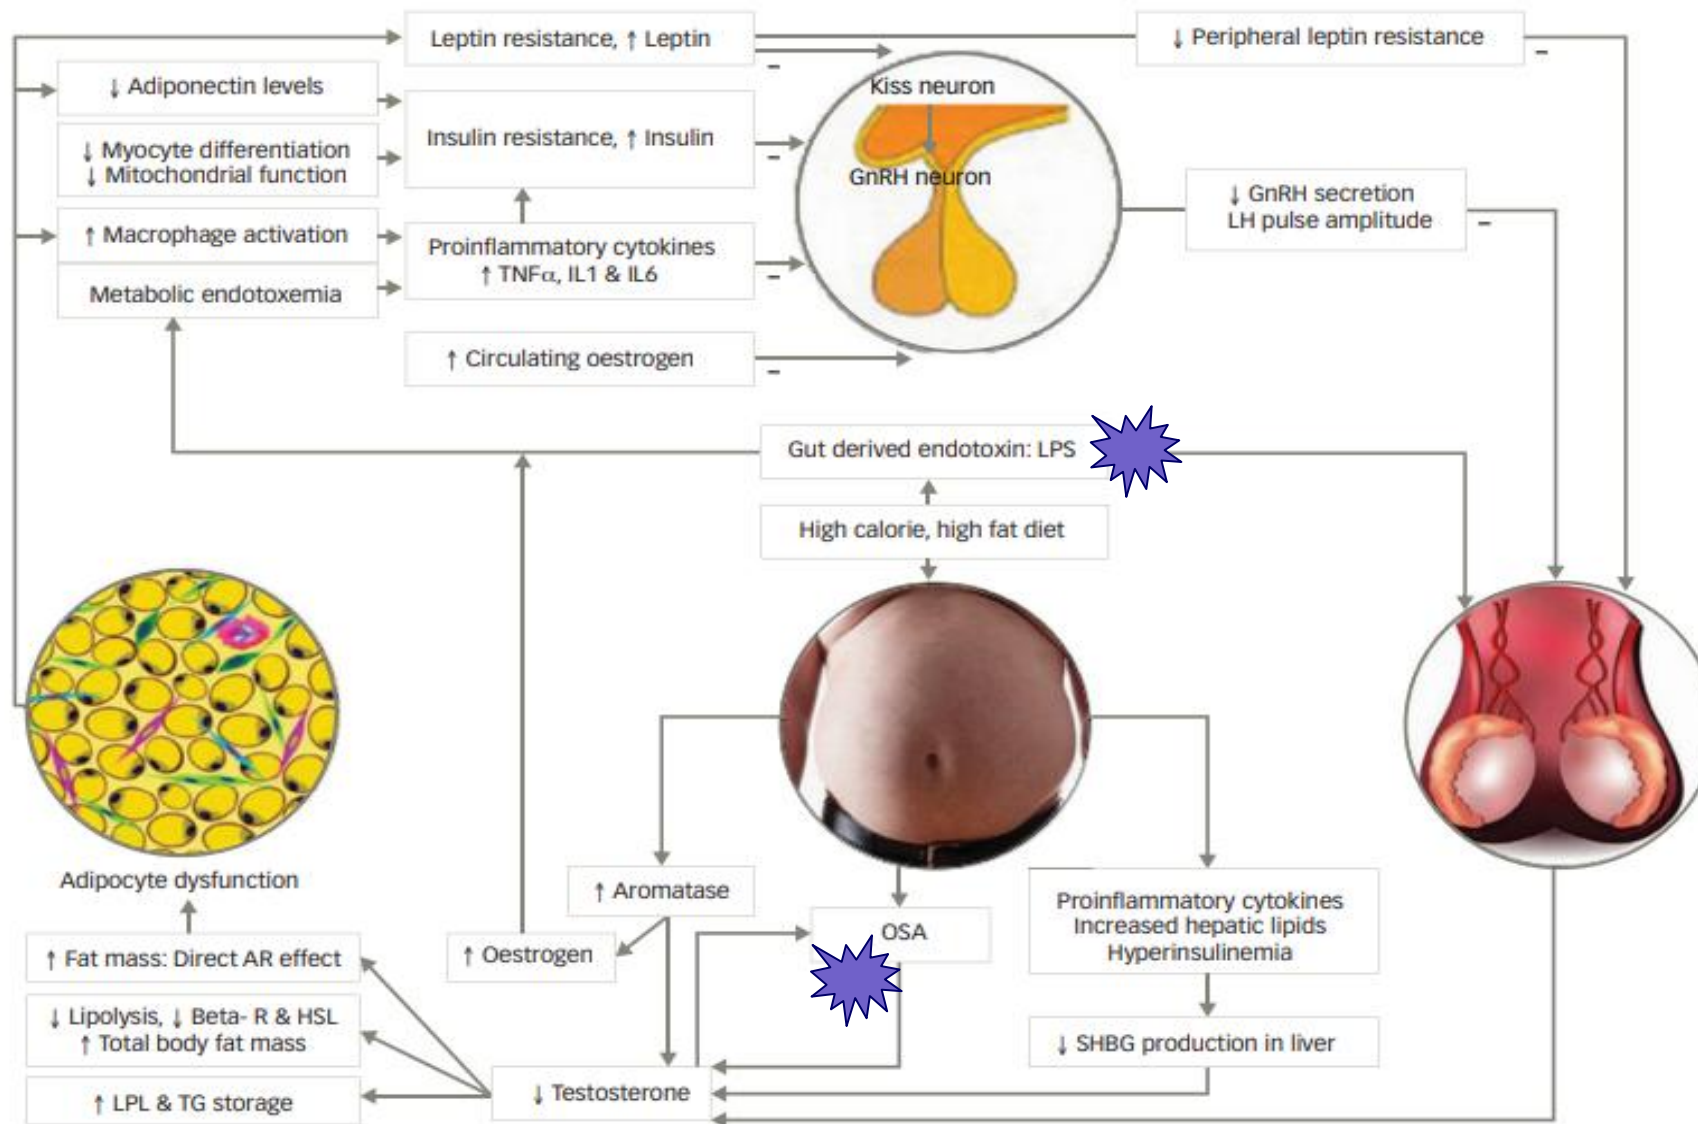 Leptin resistance, ↑ Leptin
↓ Peripheral leptin resistance
–
–
↓ Adiponectin levels
Kiss neuron
Insulin resistance, ↑ Insulin
–
↓ Myocyte differentiation
↓ Mitochondrial function
GnRH neuron
↓ GnRH secretion
LH pulse amplitude
–
↑ Macrophage activation
Proinflammatory cytokines
↑ TNFα, IL1 & IL6
–
Metabolic endotoxemia
↑ Circulating oestrogen
–
Gut derived endotoxin: LPS
High calorie, high fat diet
Adipocyte dysfunction
↑ Aromatase
Proinflammatory cytokines
Increased hepatic lipids
Hyperinsulinemia
OSA
↑ Fat mass: Direct AR effect
↑ Oestrogen
↓ Lipolysis, ↓ Beta- R & HSL
↑ Total body fat mass
↓ SHBG production in liver
↑ LPL & TG storage
↓ Testosterone